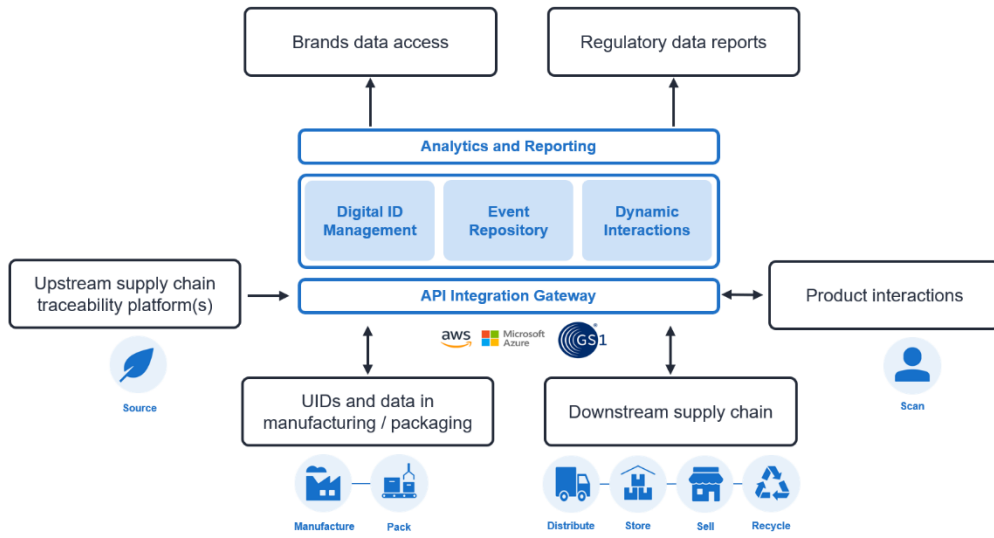 Brands data access
Regulatory data reports
Analytics and Reporting
Digital ID
Management
Event
Repository
Dynamic
Interactions
Upstream supply chain
traceability platform(s)
API Integration Gateway
Product interactions
aws
Microsoft
Azure
GS1
Source
Scan
UIDs and data in
manufacturing / packaging
Downstream supply chain
Manufacture
Pack
Distribute
Store
Sell
Recycle